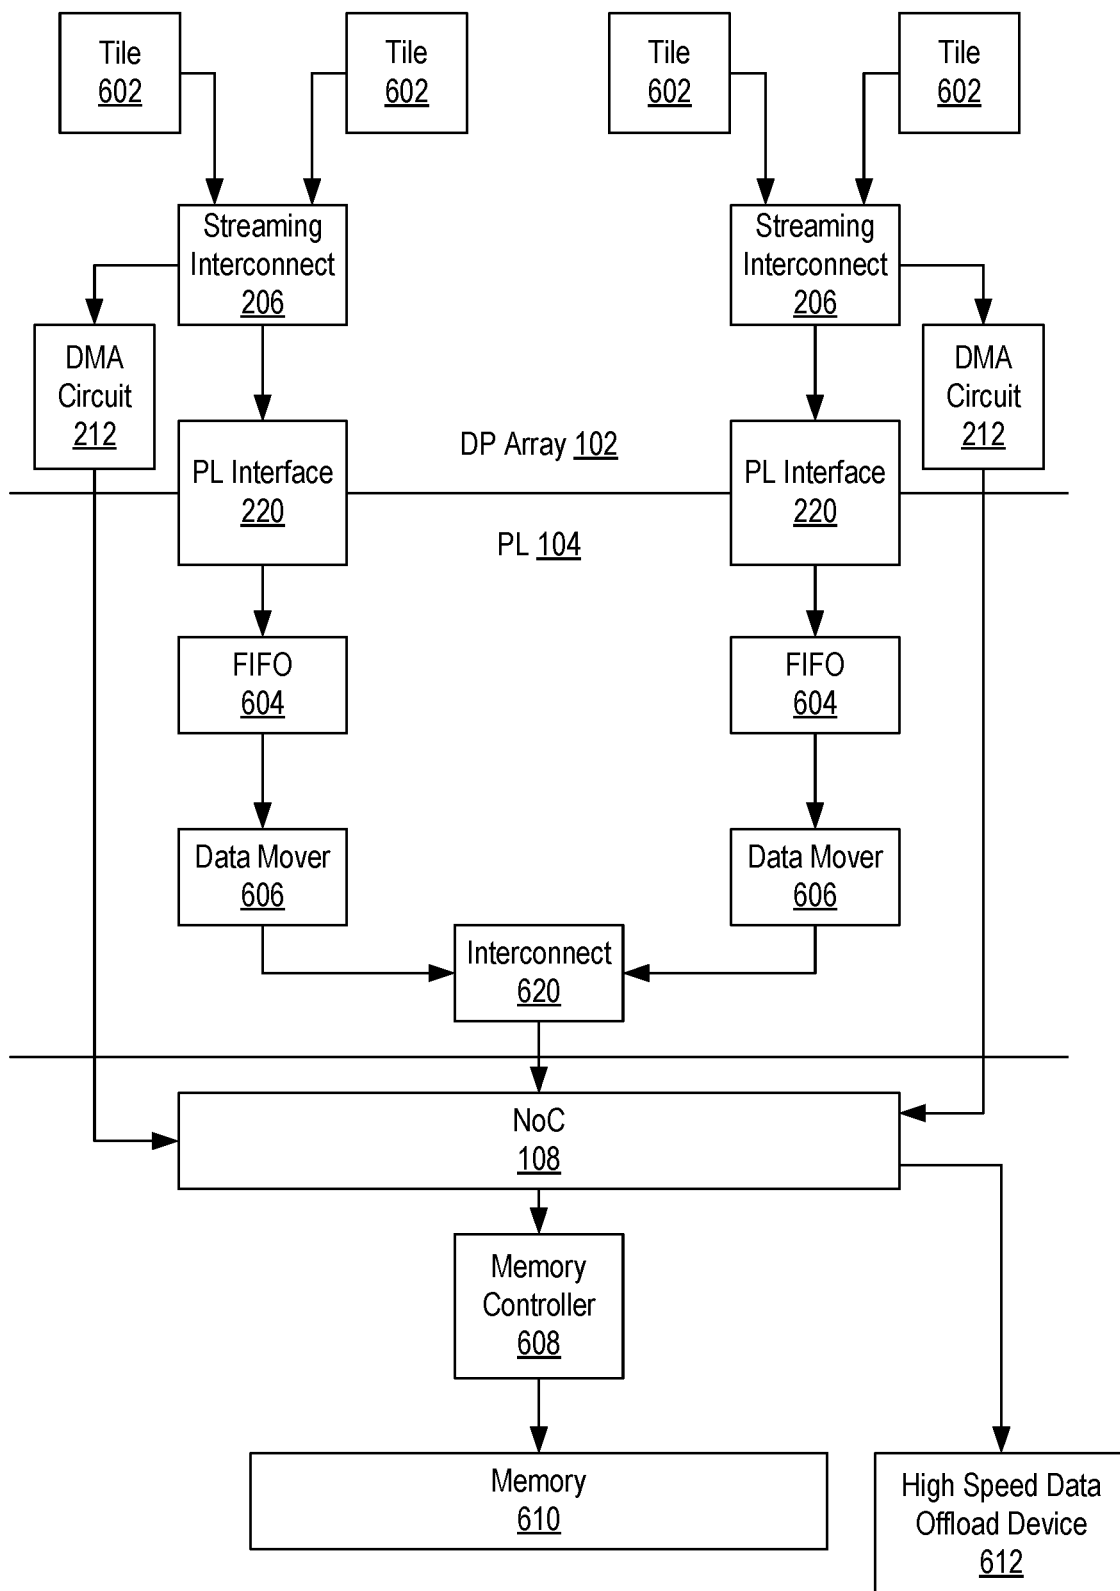 Tile
602
Tile
602
Tile
602
Tile
602
Streaming
Interconnect
206
Streaming
Interconnect
206
DMA
Circuit
212
DMA
Circuit
212
PL Interface
220
DP Array 102
PL Interface
220
PL 104
FIFO
604
FIFO
604
Data Mover
606
Data Mover
606
Interconnect
620
NoC
108
Memory
Controller
608
Memory
610
High Speed Data
Offload Device
612